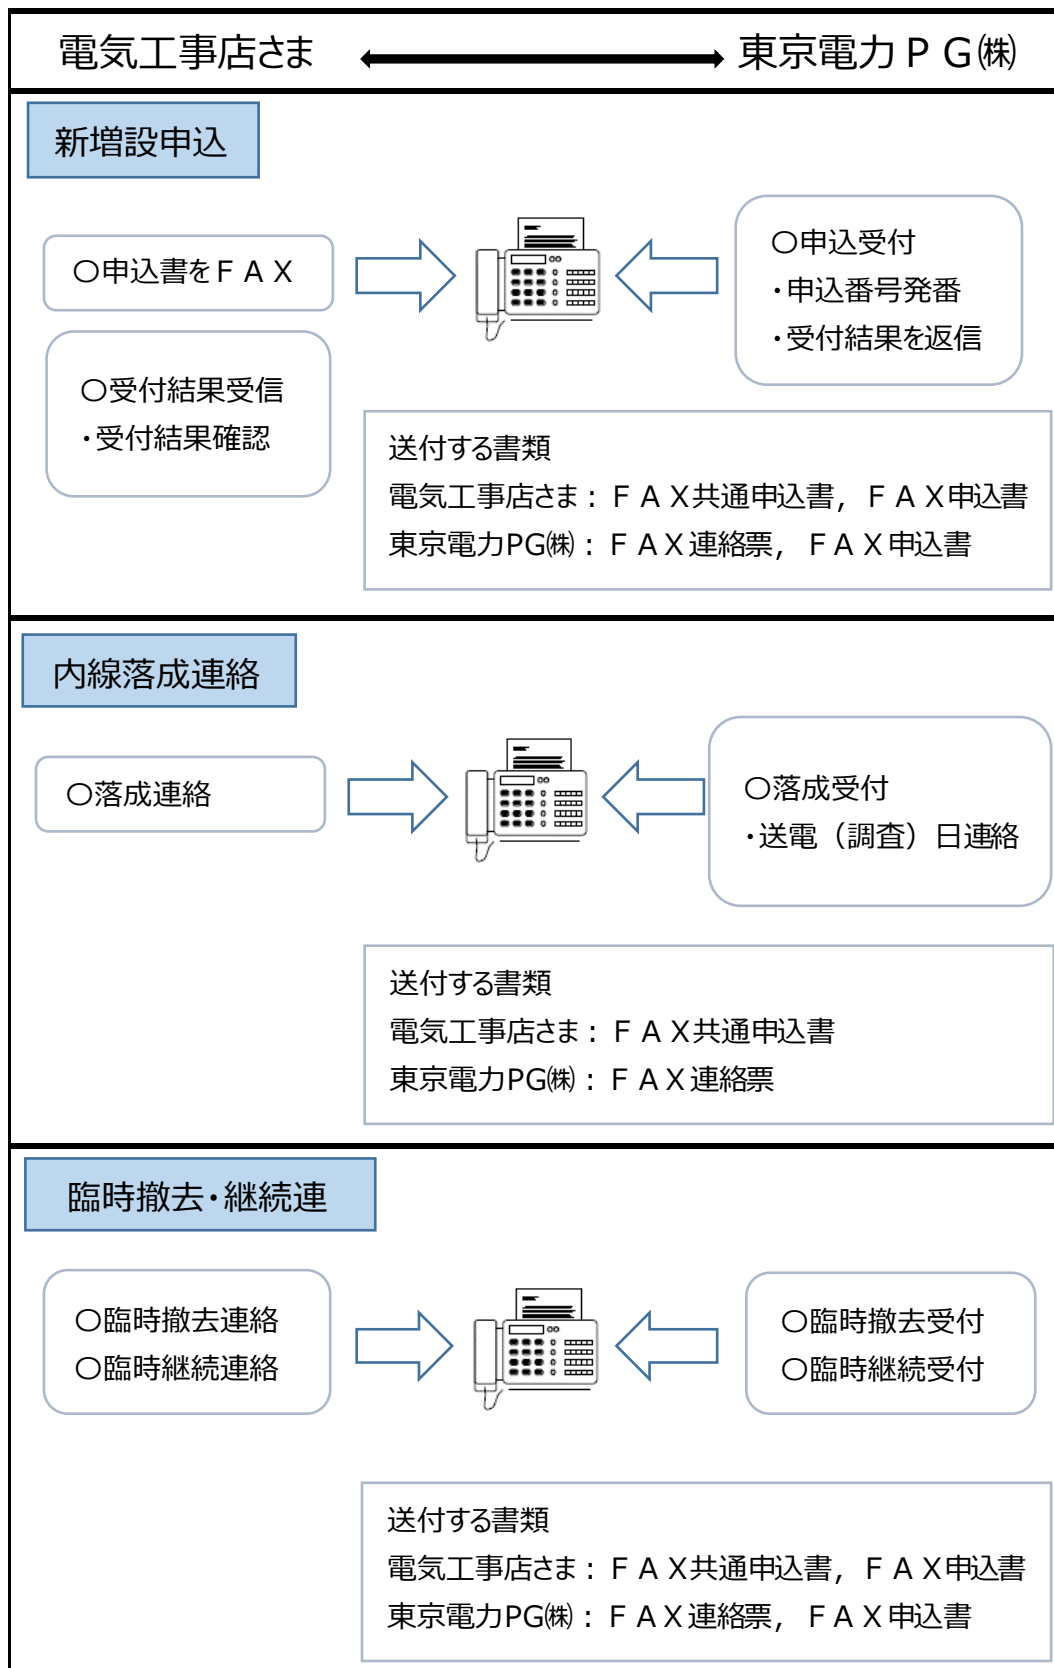 電気工事店さま
東京電力ＰＧ㈱
新増設申込
○申込書をＦＡＸ
○申込受付
・申込番号発番
・受付結果を返信
○受付結果受信
・受付結果確認
送付する書類
電気工事店さま：ＦＡＸ共通申込書，ＦＡＸ申込書
東京電力PG㈱：ＦＡＸ連絡票，ＦＡＸ申込書
内線落成連絡
○落成連絡
○落成受付
・送電（調査）日連絡
送付する書類
電気工事店さま：ＦＡＸ共通申込書
東京電力PG㈱：ＦＡＸ連絡票
臨時撤去・継続連
○臨時撤去連絡
○臨時継続連絡
○臨時撤去受付
○臨時継続受付
送付する書類
電気工事店さま：ＦＡＸ共通申込書，ＦＡＸ申込書
東京電力PG㈱：ＦＡＸ連絡票，ＦＡＸ申込書